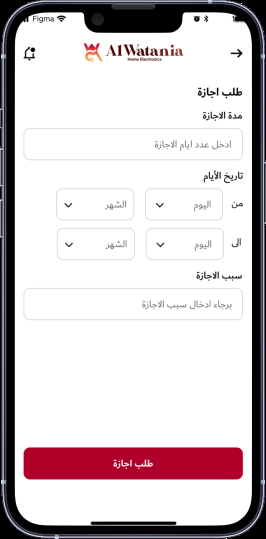 Figma
AlWatania
Home Electronics
طلب اجازة
مدة الاجازة
ادخل عدد ايام الاجازة
تاريخ الأيام
من اليوم الشهر
الى اليوم الشهر
سبب الاجازة
برجاء ادخال سبب الاجازة
طلب اجازة